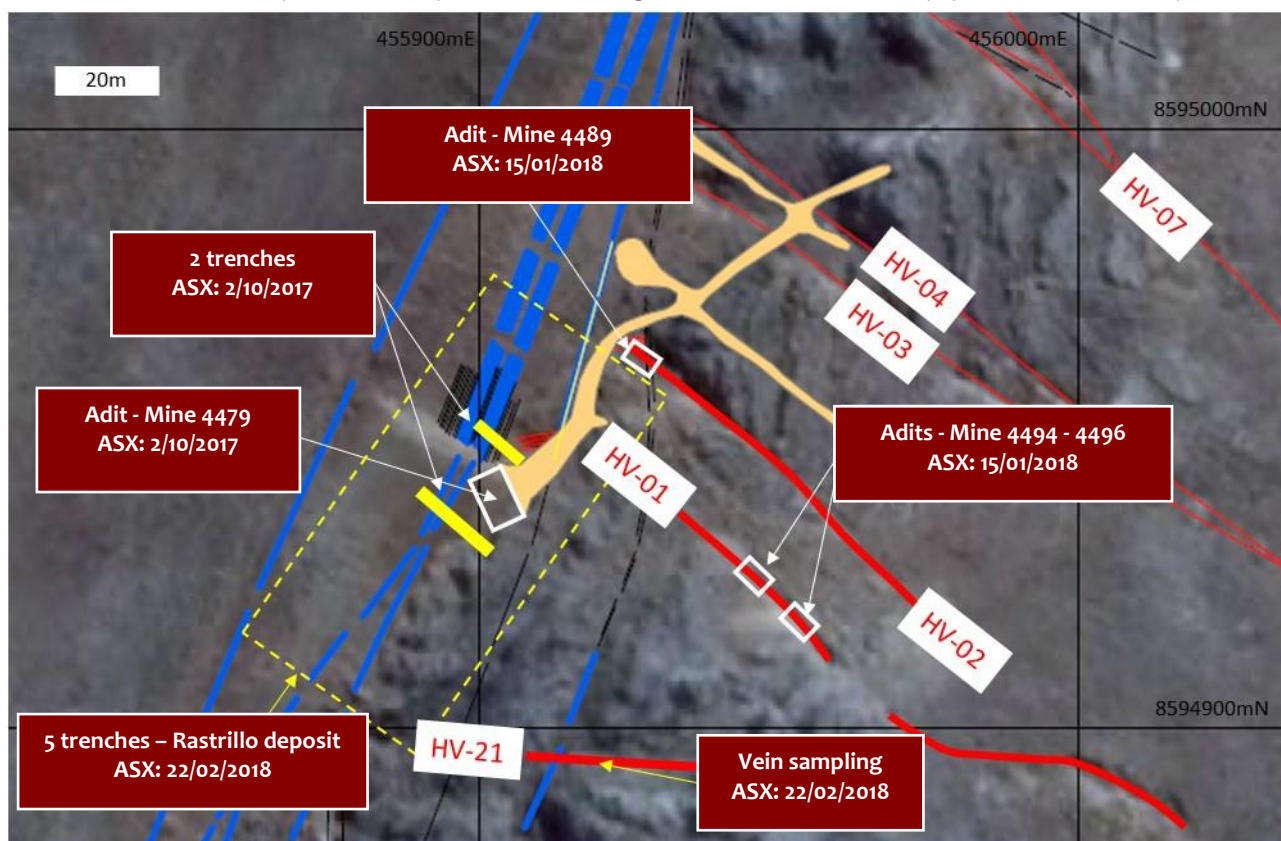 455900mE
456000mE
20m
8595000mN
Adit - Mine 4489
ASX: 15/01/2018
HV-07
2 trenches
ASX: 2/10/2017
HV-04
HV-03
Adit - Mine 4479
ASX: 2/10/2017
Adits - Mine 4494 - 4496
ASX: 15/01/2018
HV-01
HV-02
8594900mN
5 trenches – Rastrillo deposit
ASX: 22/02/2018
HV-21
Vein sampling
ASX: 22/02/2018